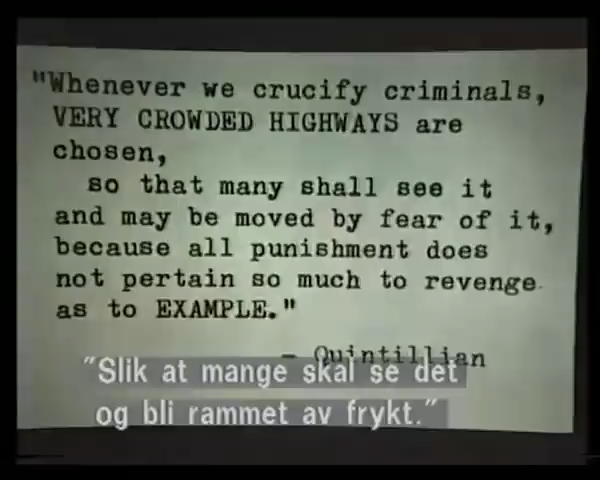 "Whenever we crucify criminals,
VERY CROWDED HIGHWAYS are
chosen,
so that many shall see it
and may be moved by fear of it,
because all punishment does
not pertain so much to revenge
as to EXAMPLE."
— Quintillian
"Slik at mange skal se det
og bli rammet av frykt."